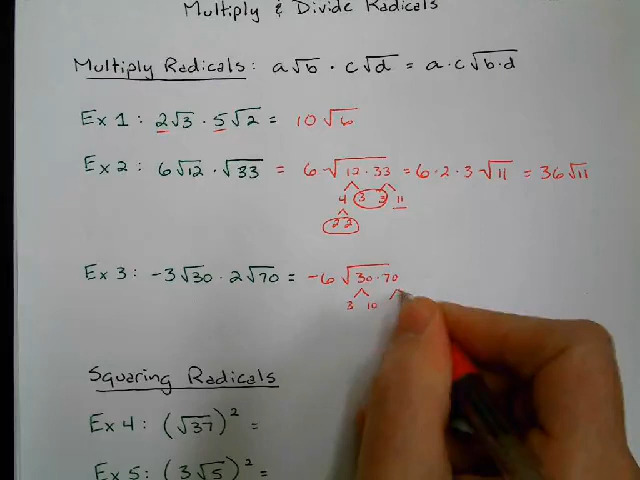 Multiply & Divide Radicals
Multiply Radicals: a√b · c√d = a·c√b·d
Ex 1: 2√3 · 5√2 = 10√6
Ex 2: 6√12 · √33 = 6·√12·33 = 6·2·3√11 = 36√11
4 3 3 11
2 2
Ex 3: -3√30 · 2√70 = -6√30·70
3 10
Squaring Radicals
Ex 4: (√37)² =
Ex 5: (3√5)² =